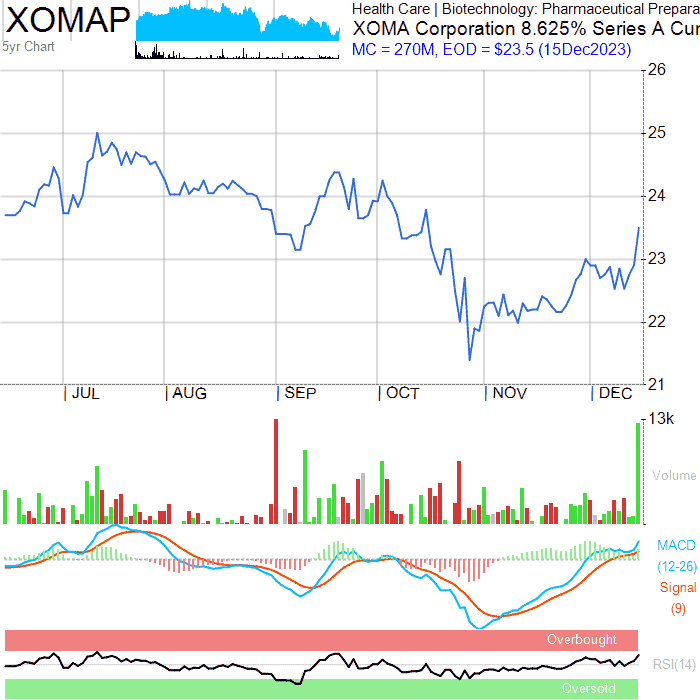 XOMAP
5yr Chart
Health Care | Biotechnology: Pharmaceutical Prepara
XOMA Corporation 8.625% Series A Cur
MC = 270M, EOD = $23.5 (15Dec2023)
26
25
24
23
22
21
JUL AUG SEP OCT NOV DEC
13k
Volume
MACD
(12-26)
Signal
(9)
Overbought
RSI(14)
Oversold